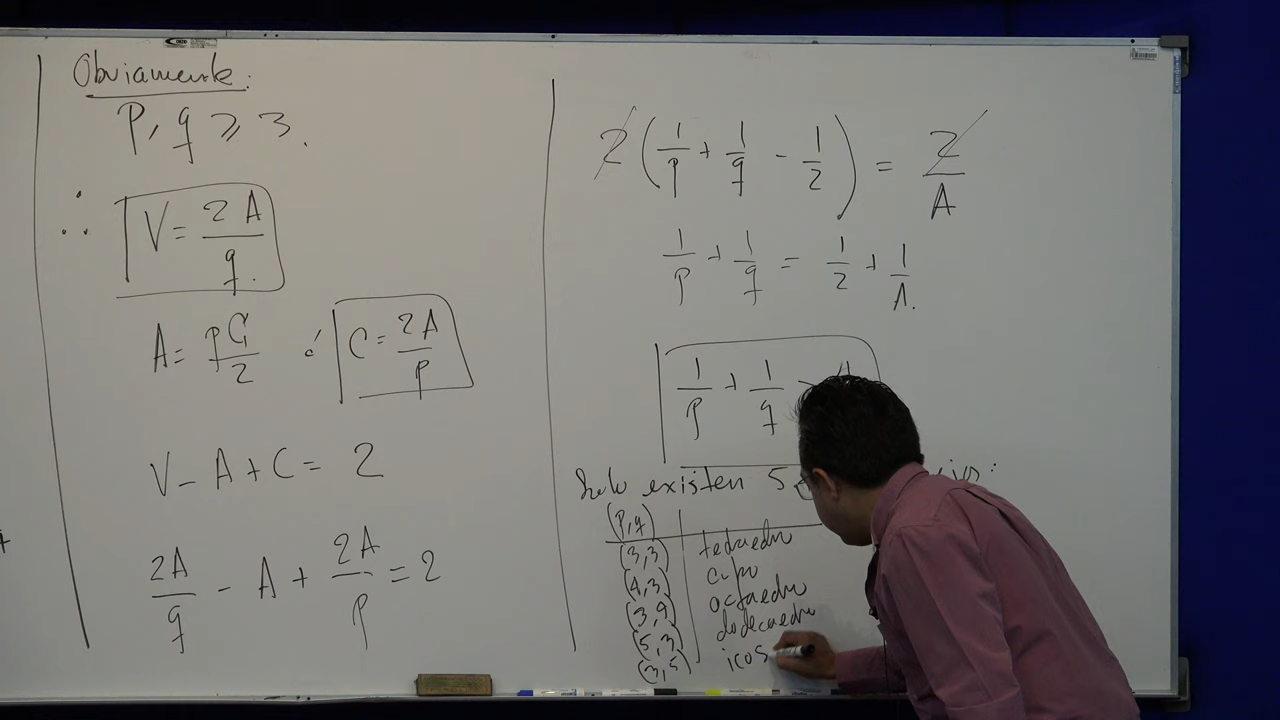 Obviamente:
p, q ⩾ 3.
∴ V = 2A/q.
A = pC/2 ó C = 2A/p
V - A + C = 2
2A/q - A + 2A/p = 2
2(1/p + 1/q - 1/2) = 2/A
1/p + 1/q = 1/2 + 1/A.
1/p + 1/q
Solo existen 5
(p,q)
(3,3) tetraedro
(4,3) cubo
(3,4) octaedro
(5,3) dodecaedro
(3,5) icos